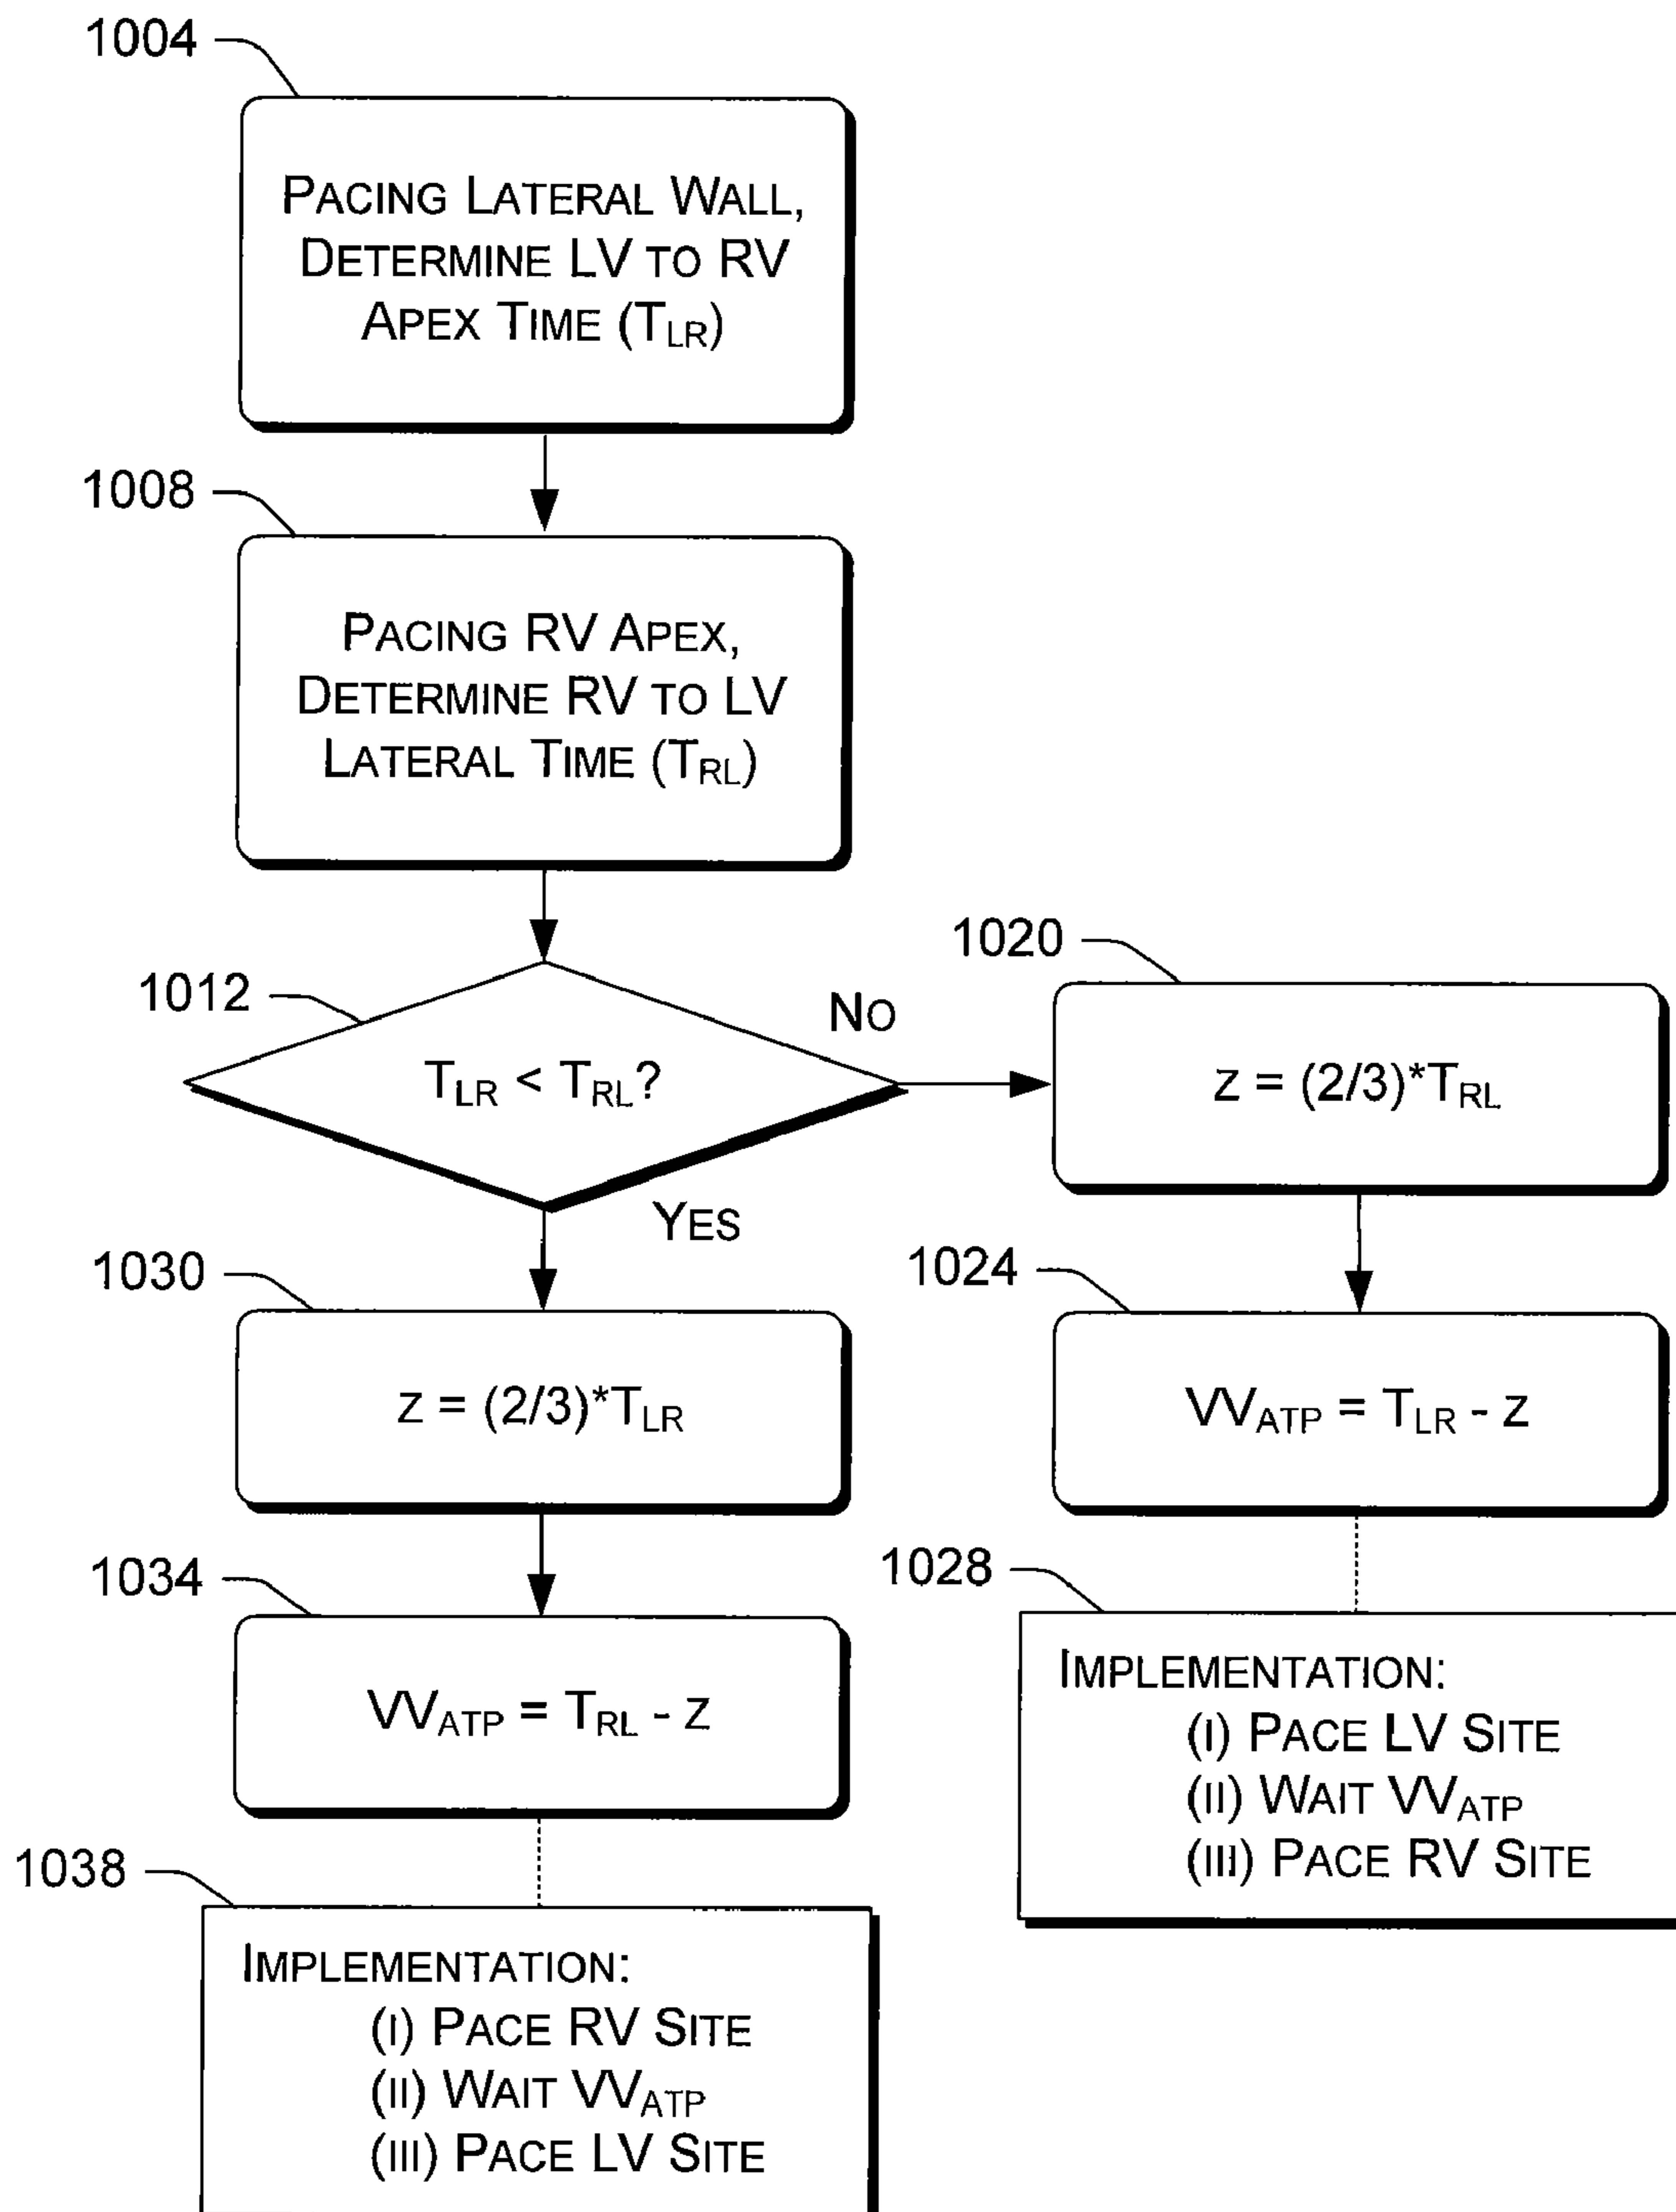 1004
PACING LATERAL WALL,
DETERMINE LV TO RV
APEX TIME (TLR)
1008
PACING RV APEX,
DETERMINE RV TO LV
LATERAL TIME (TRL)
1012
TLR < TRL?
NO
YES
1020
z = (2/3)*TRL
1024
VVATP = TLR - z
1028
IMPLEMENTATION:
(I) PACE LV SITE
(II) WAIT VVATP
(III) PACE RV SITE
1030
z = (2/3)*TLR
1034
VVATP = TRL - z
1038
IMPLEMENTATION:
(I) PACE RV SITE
(II) WAIT VVATP
(III) PACE LV SITE